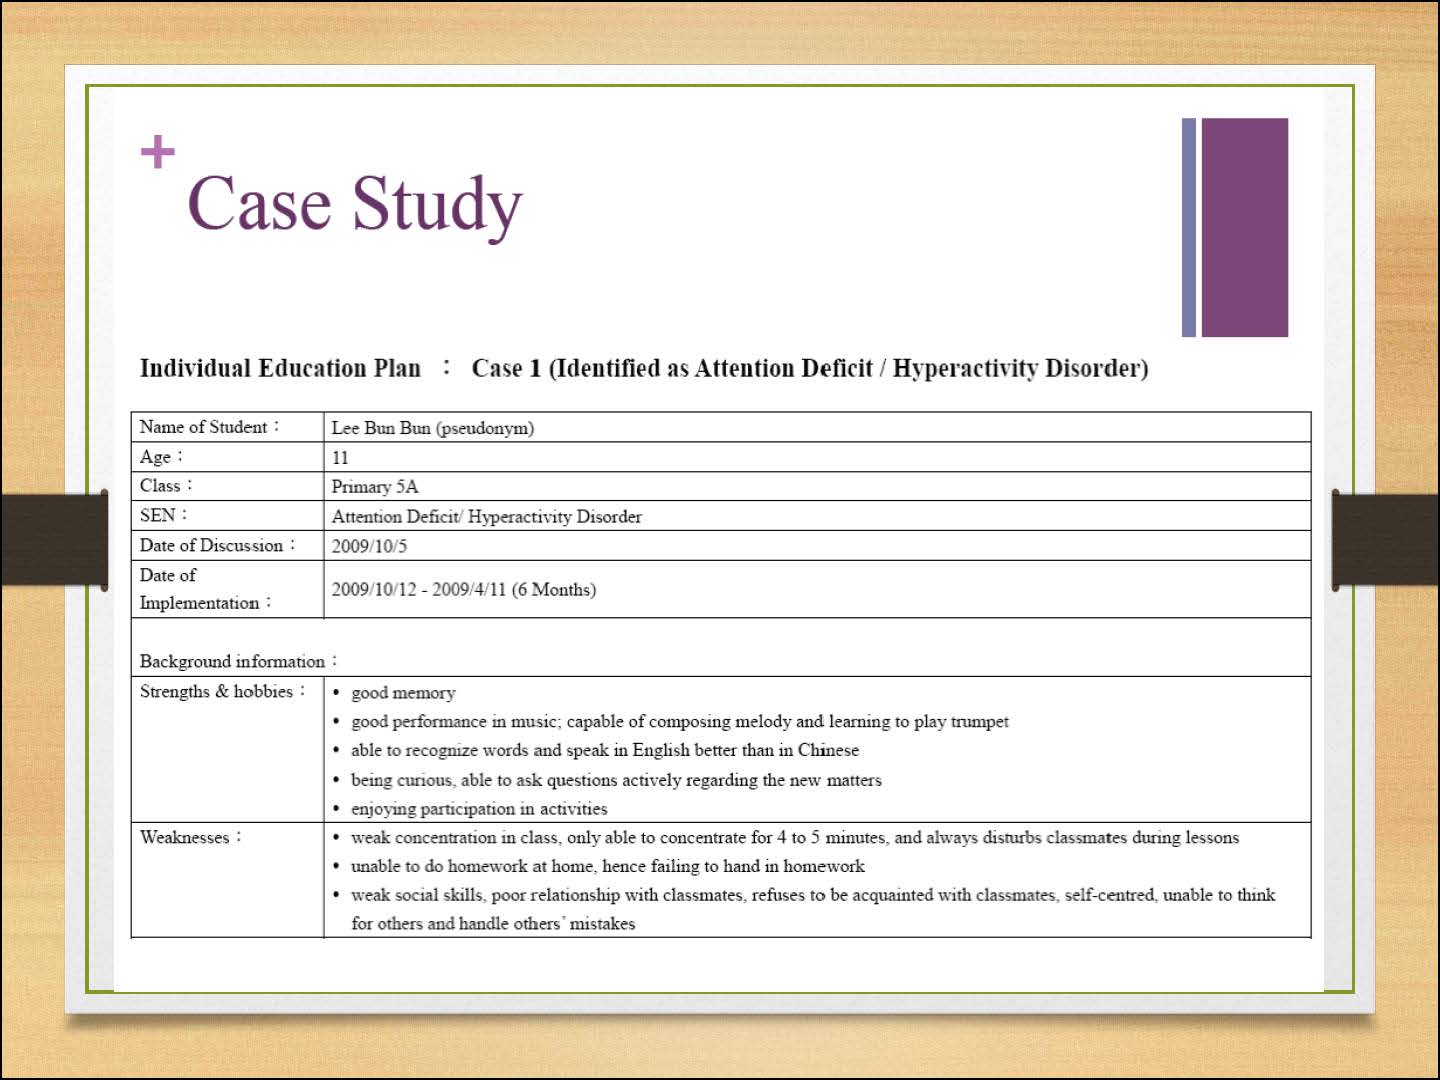 +
Case Study
Individual Education Plan : Case 1 (Identified as Attention Deficit / Hyperactivity Disorder)
Name of Student : Lee Bun Bun (pseudonym)
Age : 11
Class : Primary 5A
SEN : Attention Deficit/ Hyperactivity Disorder
Date of Discussion : 2009/10/5
Date of
Implementation : 2009/10/12 - 2009/4/11 (6 Months)
Background information :
Strengths & hobbies : • good memory
• good performance in music; capable of composing melody and learning to play trumpet
• able to recognize words and speak in English better than in Chinese
• being curious, able to ask questions actively regarding the new matters
• enjoying participation in activities
Weaknesses : • weak concentration in class, only able to concentrate for 4 to 5 minutes, and always disturbs classmates during lessons
• unable to do homework at home, hence failing to hand in homework
• weak social skills, poor relationship with classmates, refuses to be acquainted with classmates, self-centred, unable to think
for others and handle others’ mistakes